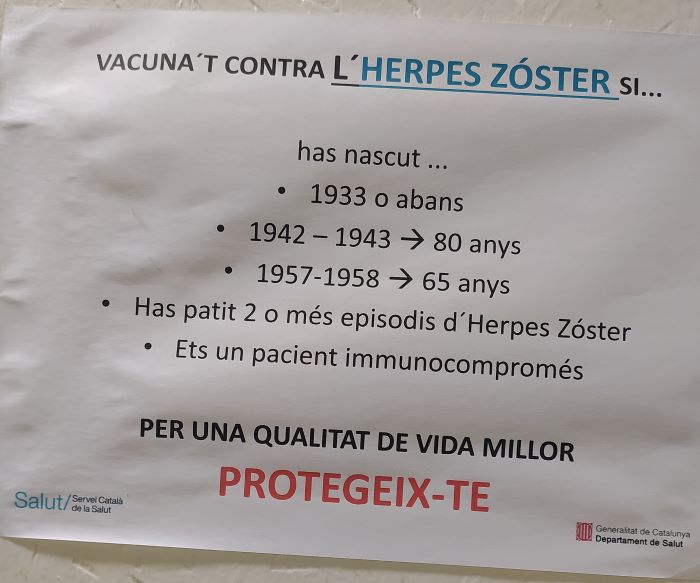 VACUNA´T CONTRA L´HERPES ZÓSTER SI...
has nascut ...
• 1933 o abans
• 1942 – 1943 → 80 anys
• 1957-1958 → 65 anys
• Has patit 2 o més episodis d´Herpes Zóster
• Ets un pacient immunocompromés
PER UNA QUALITAT DE VIDA MILLOR
PROTEGEIX-TE
Salut/ Servei Català
de la Salut
Generalitat de Catalunya
Departament de Salut